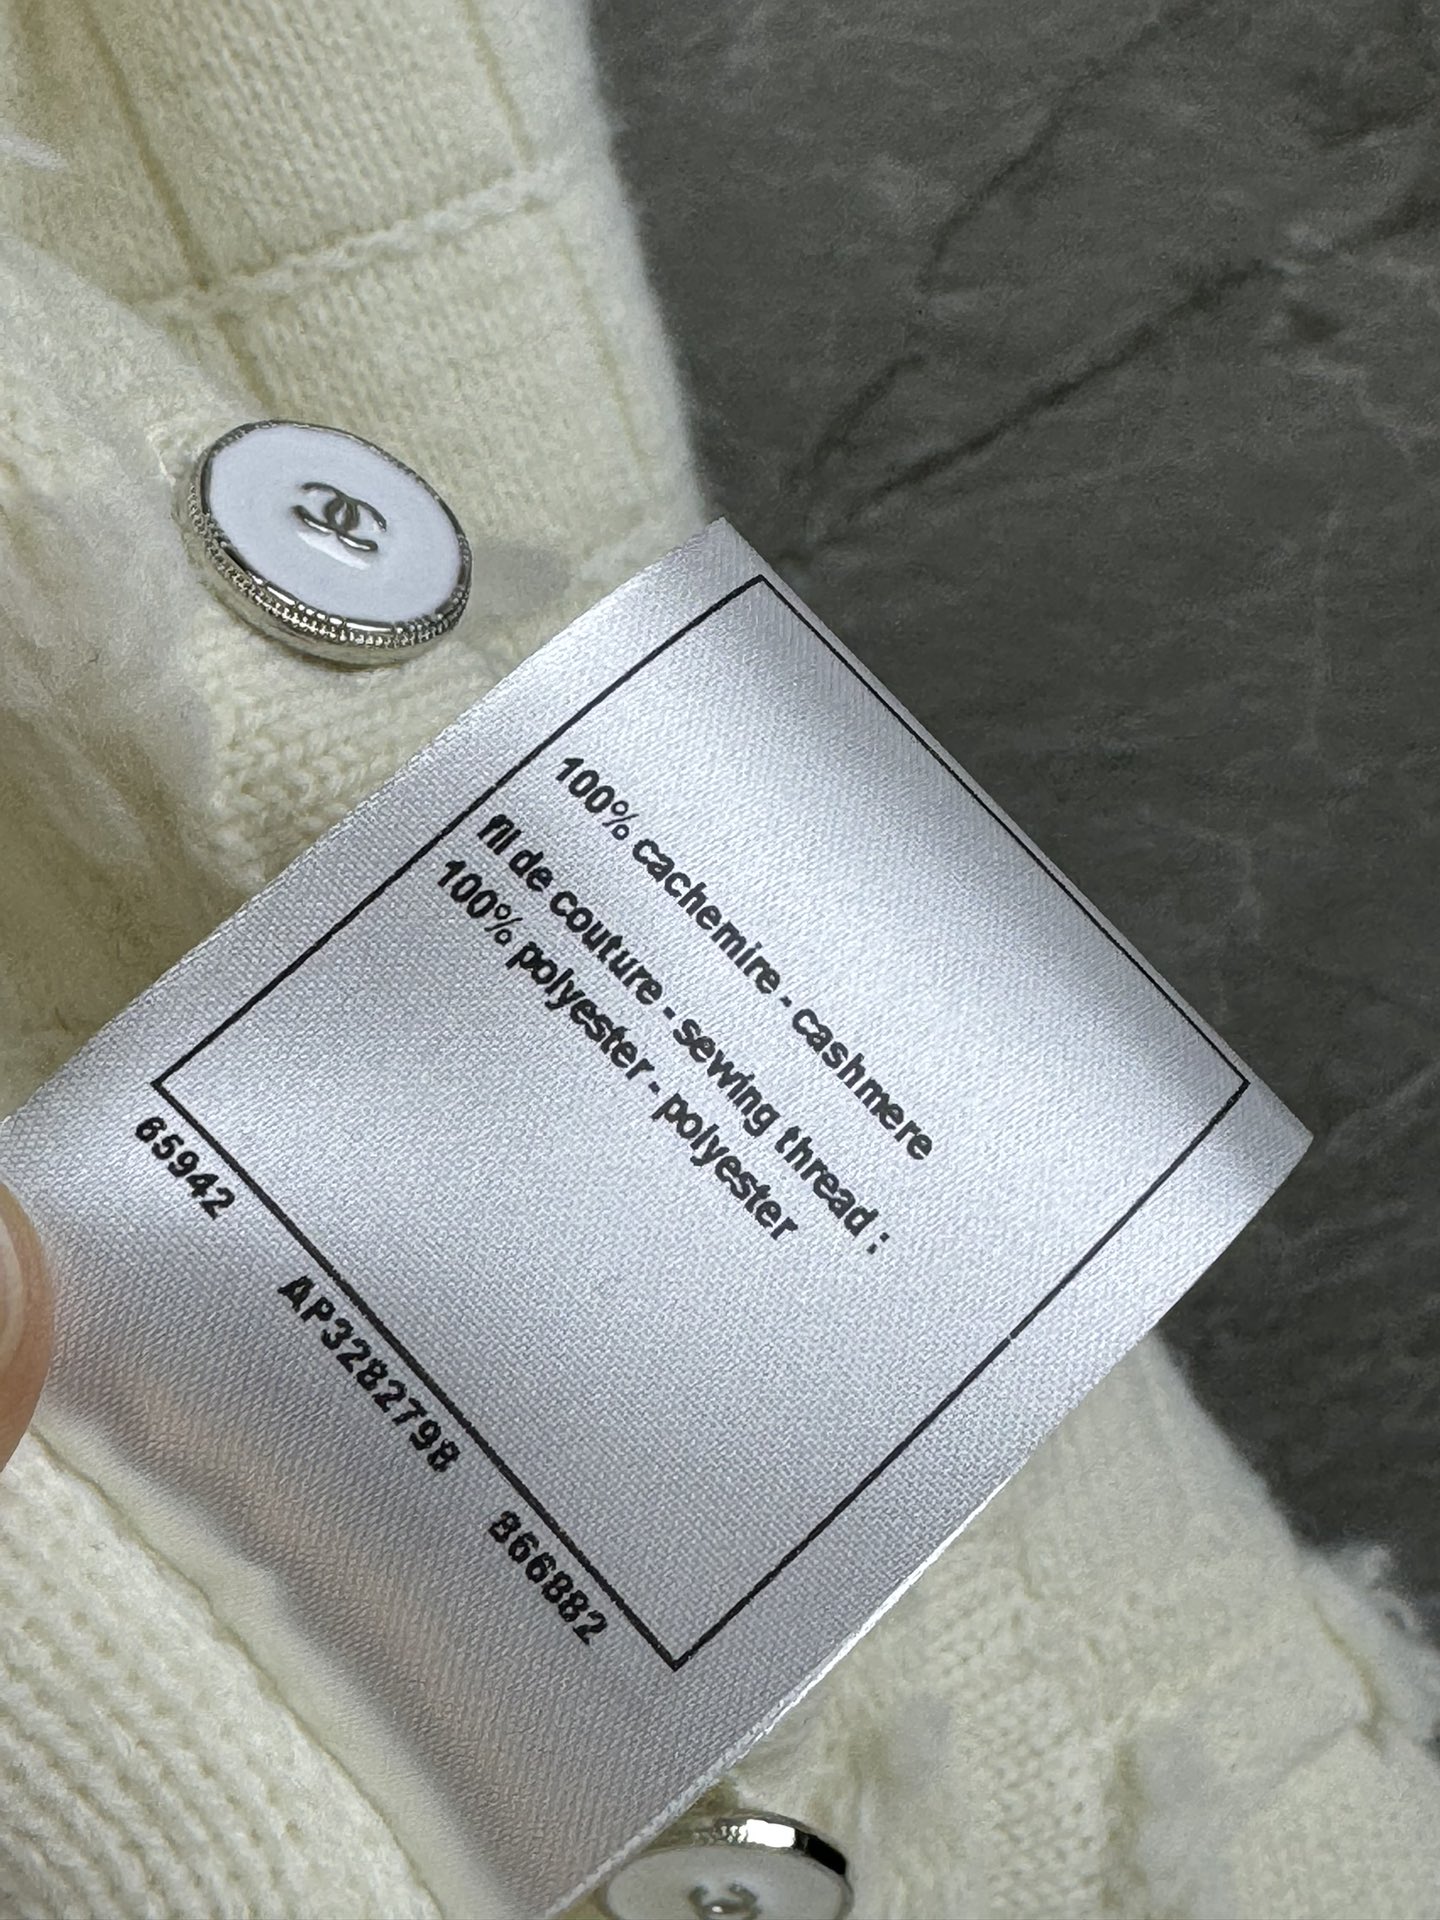 100% cachemire - cashmere
fil de couture - sewing thread :
100% polyester - polyester
65942 AP3282798 866882